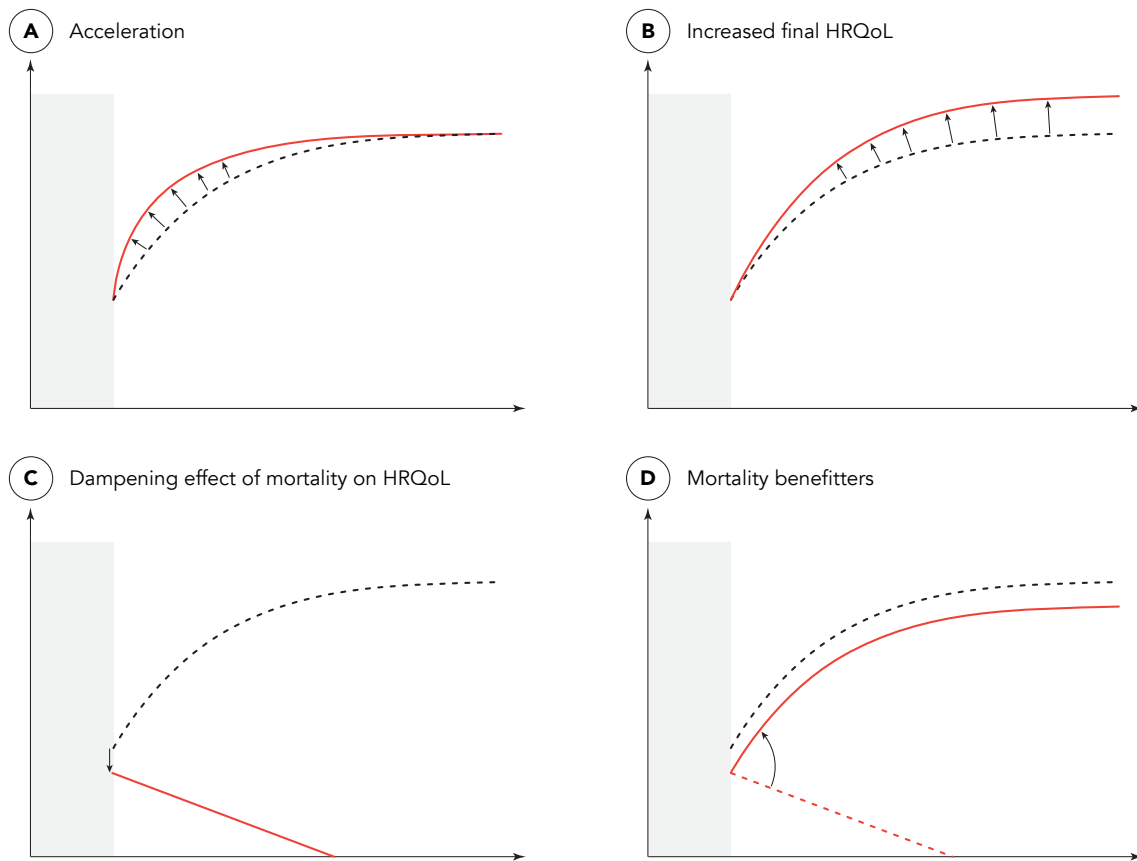 A Acceleration
B Increased final HRQoL
C Dampening effect of mortality on HRQoL
D Mortality benefitters